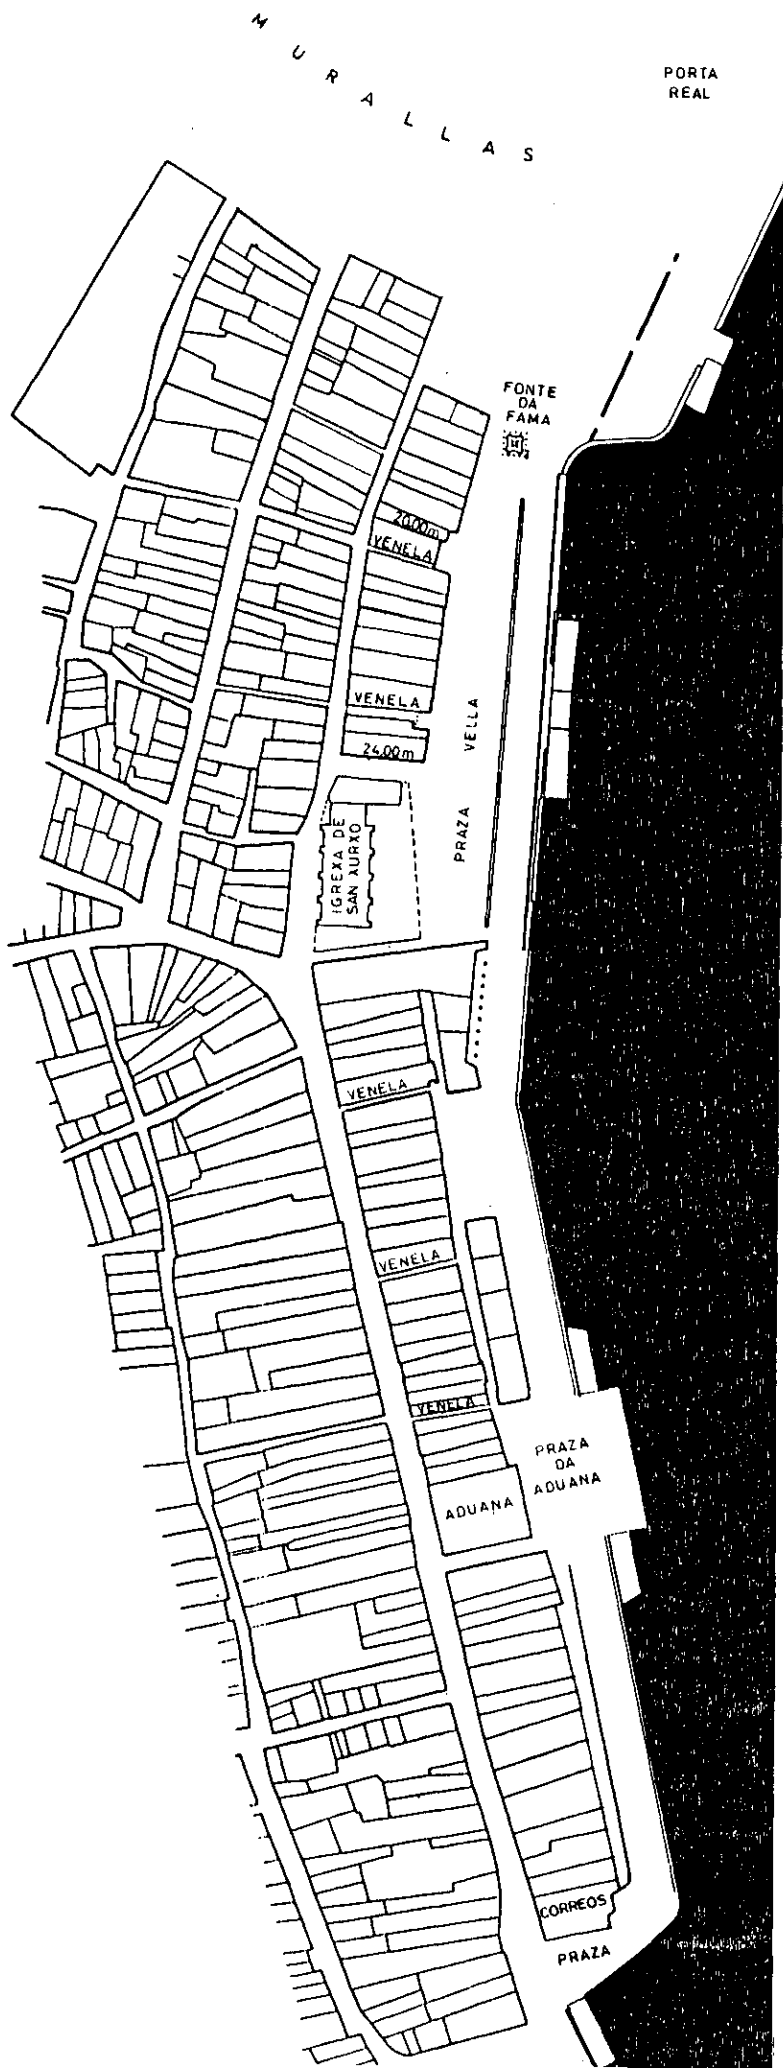 MURALLAS
PORTA
REAL
FONTE
DA
FAMA
20.00m
VENELA
VENELA
24.00m
PRAZA VELLA
IGREXA DE
SAN XURXO
VENELA
VENELA
VENELA
PRAZA
DA
ADUANA
ADUANA
CORREOS
PRAZA